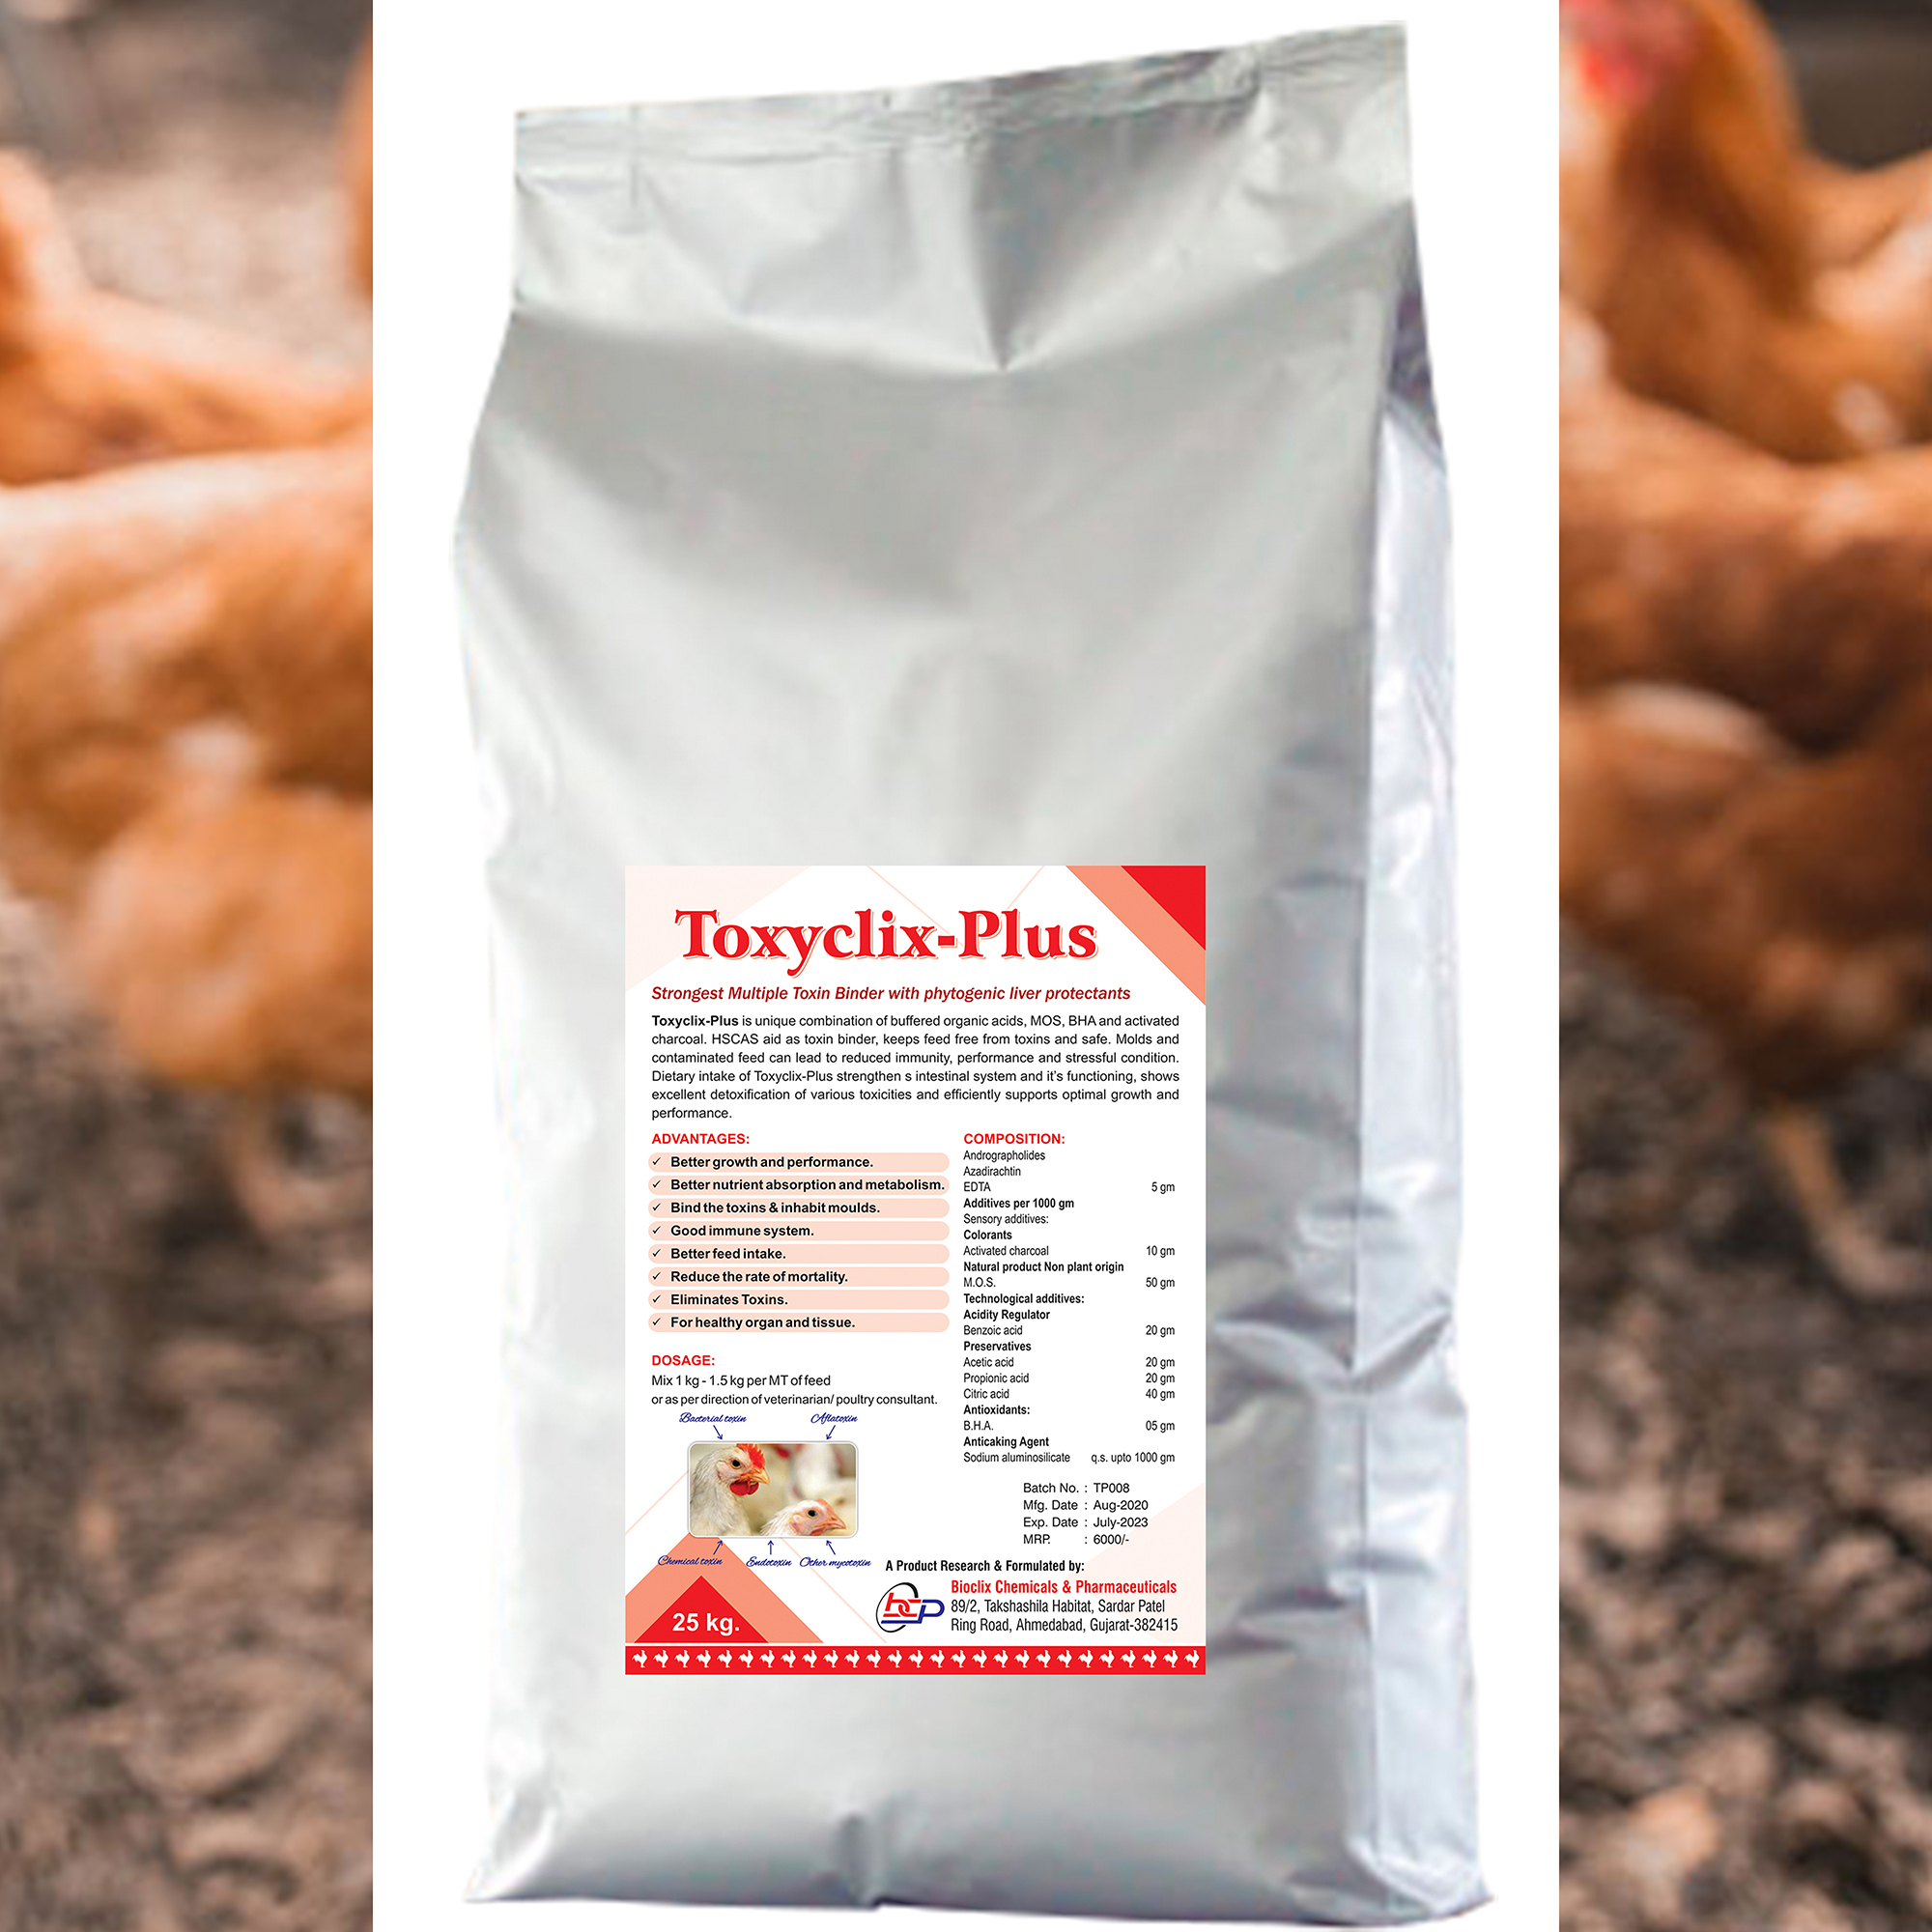 Toxyclix-Plus
Strongest Multiple Toxin Binder with phytogenic liver protectants
Toxyclix-Plus is unique combination of buffered organic acids, MOS, BHA and activated
charcoal. HSCAS aid as toxin binder, keeps feed free from toxins and safe. Molds and
contaminated feed can lead to reduced immunity, performance and stressful condition.
Dietary intake of Toxyclix-Plus strengthen s intestinal system and it's functioning, shows
excellent detoxification of various toxicities and efficiently supports optimal growth and
performance.
ADVANTAGES:
✓ Better growth and performance.
✓ Better nutrient absorption and metabolism.
✓ Bind the toxins & inhabit moulds.
✓ Good immune system.
✓ Better feed intake.
✓ Reduce the rate of mortality.
✓ Eliminates Toxins.
✓ For healthy organ and tissue.
DOSAGE:
Mix 1 kg - 1.5 kg per MT of feed
or as per direction of veterinarian/ poultry consultant.
Bacterial toxin Aflatoxin
Chemical toxin Endotoxin Other mycotoxin
25 kg.
COMPOSITION:
Andrographolides
Azadirachtin
EDTA 5 gm
Additives per 1000 gm
Sensory additives:
Colorants
Activated charcoal 10 gm
Natural product Non plant origin
M.O.S. 50 gm
Technological additives:
Acidity Regulator
Benzoic acid 20 gm
Preservatives
Acetic acid 20 gm
Propionic acid 20 gm
Citric acid 40 gm
Antioxidants:
B.H.A. 05 gm
Anticaking Agent
Sodium aluminosilicate q.s. upto 1000 gm
Batch No. : TP008
Mfg. Date : Aug-2020
Exp. Date : July-2023
MRP. : 6000/-
A Product Research & Formulated by:
bcp
Bioclix Chemicals & Pharmaceuticals
89/2, Takshashila Habitat, Sardar Patel
Ring Road, Ahmedabad, Gujarat-382415